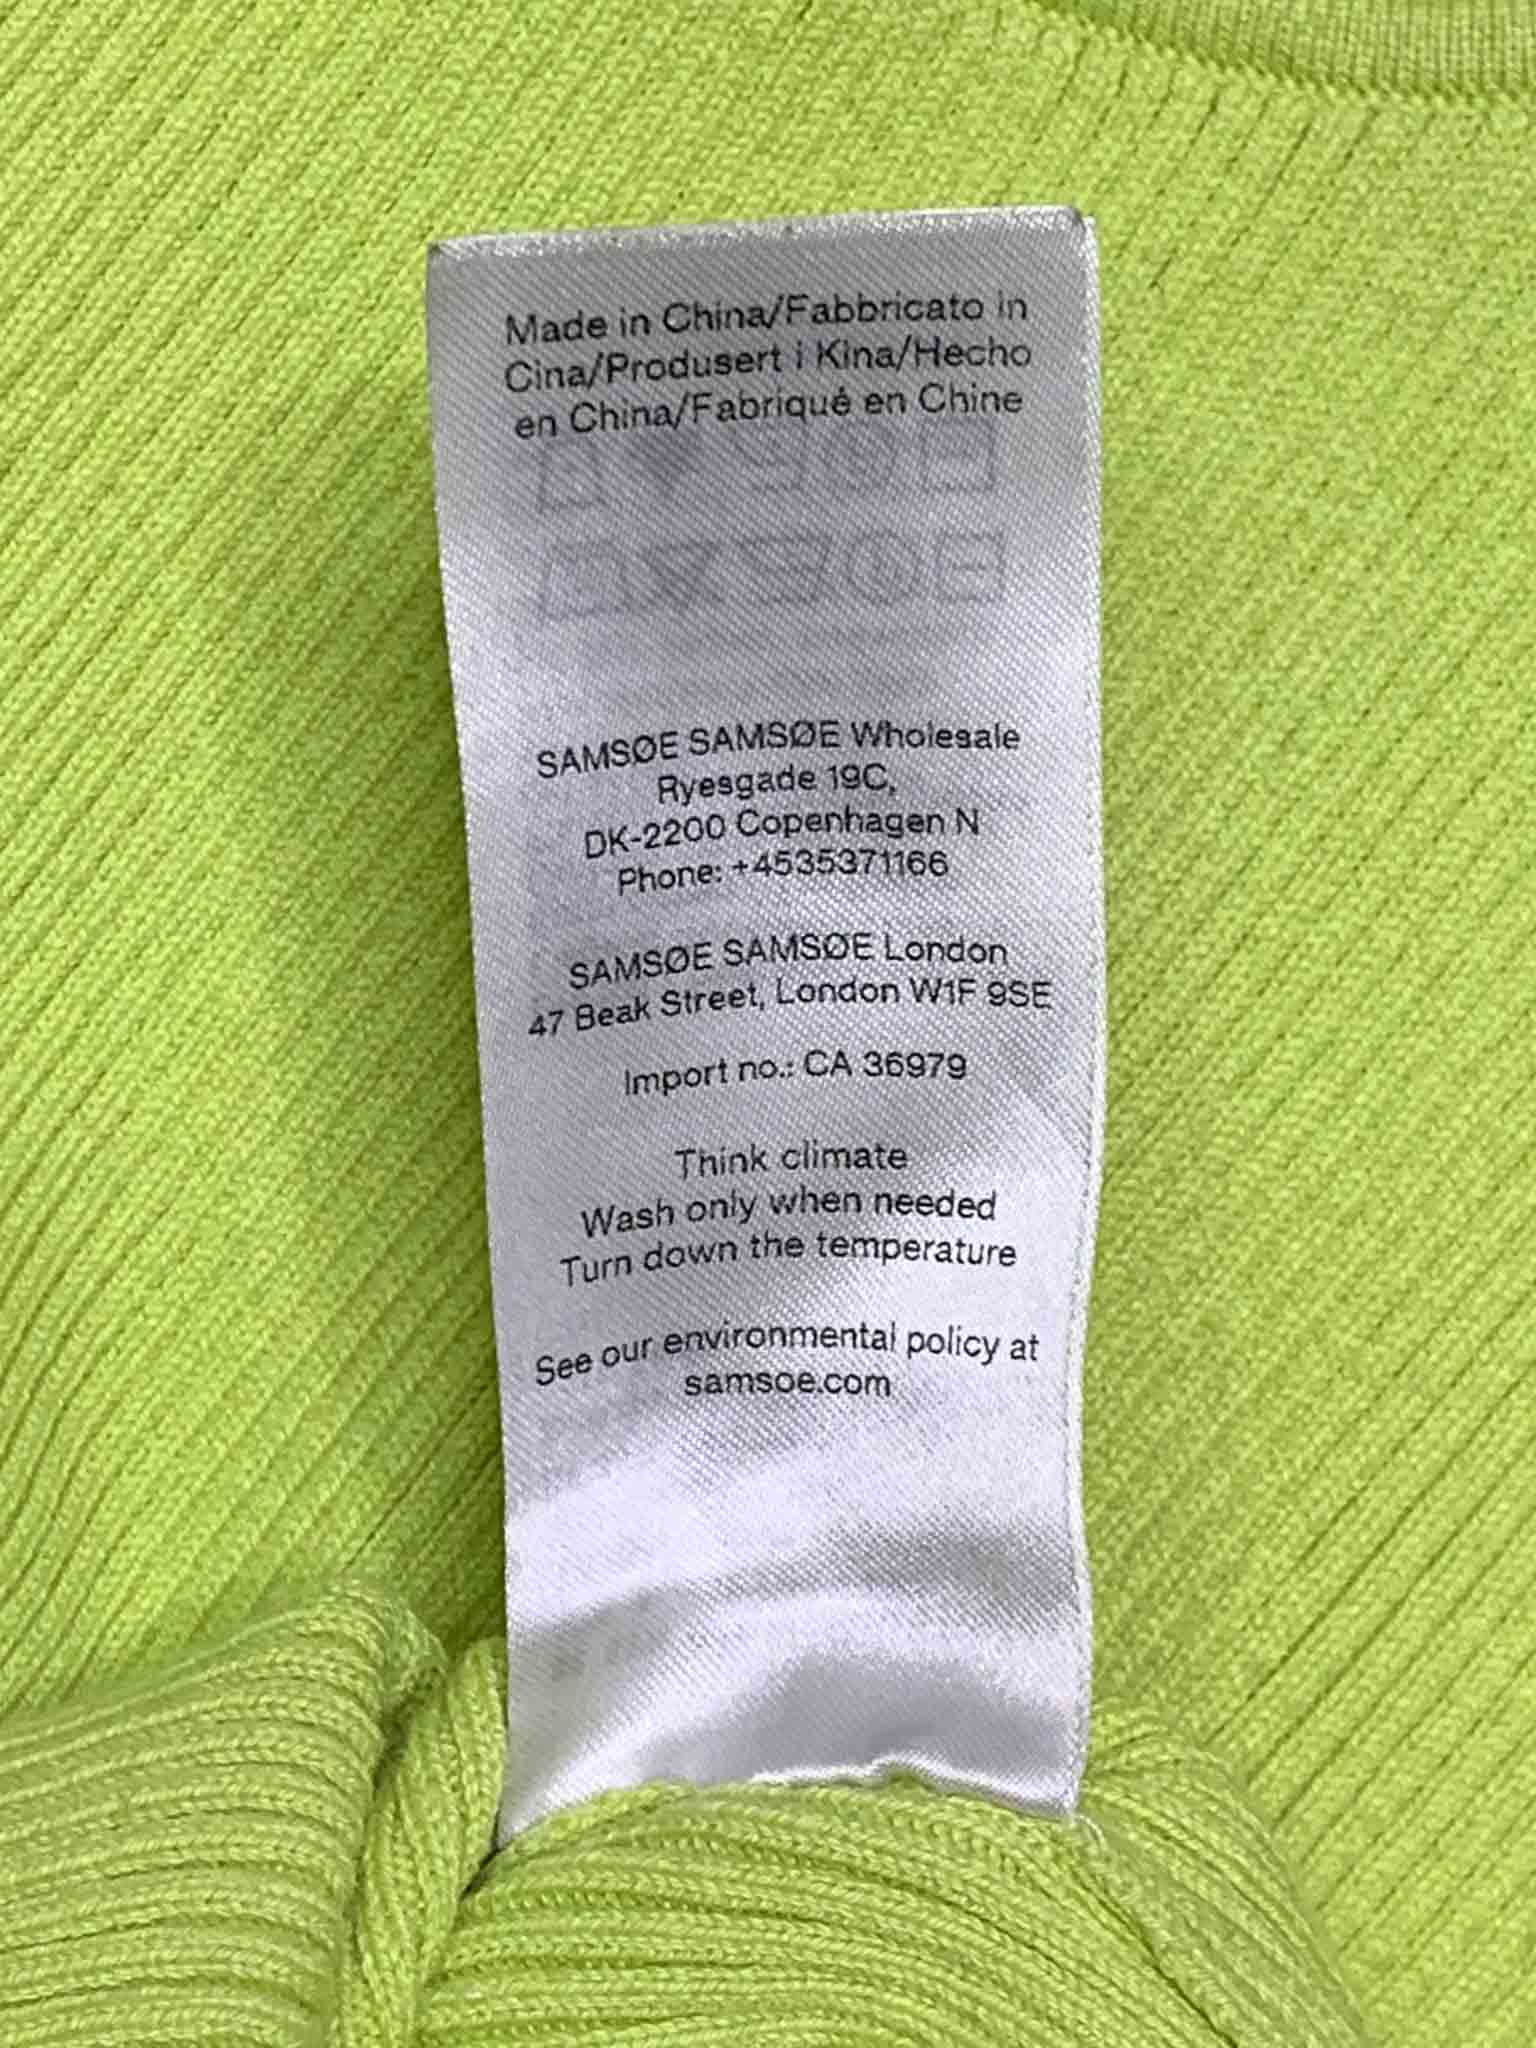 Made in China/Fabbricato in
Cina/Produsert i Kina/Hecho
en China/Fabriqué en Chine
SAMSØE SAMSØE Wholesale
Ryesgade 19C,
DK-2200 Copenhagen N
Phone: +4535371166
SAMSØE SAMSØE London
47 Beak Street, London W1F 9SE
Import no.: CA 36979
Think climate
Wash only when needed
Turn down the temperature
See our environmental policy at
samsoe.com